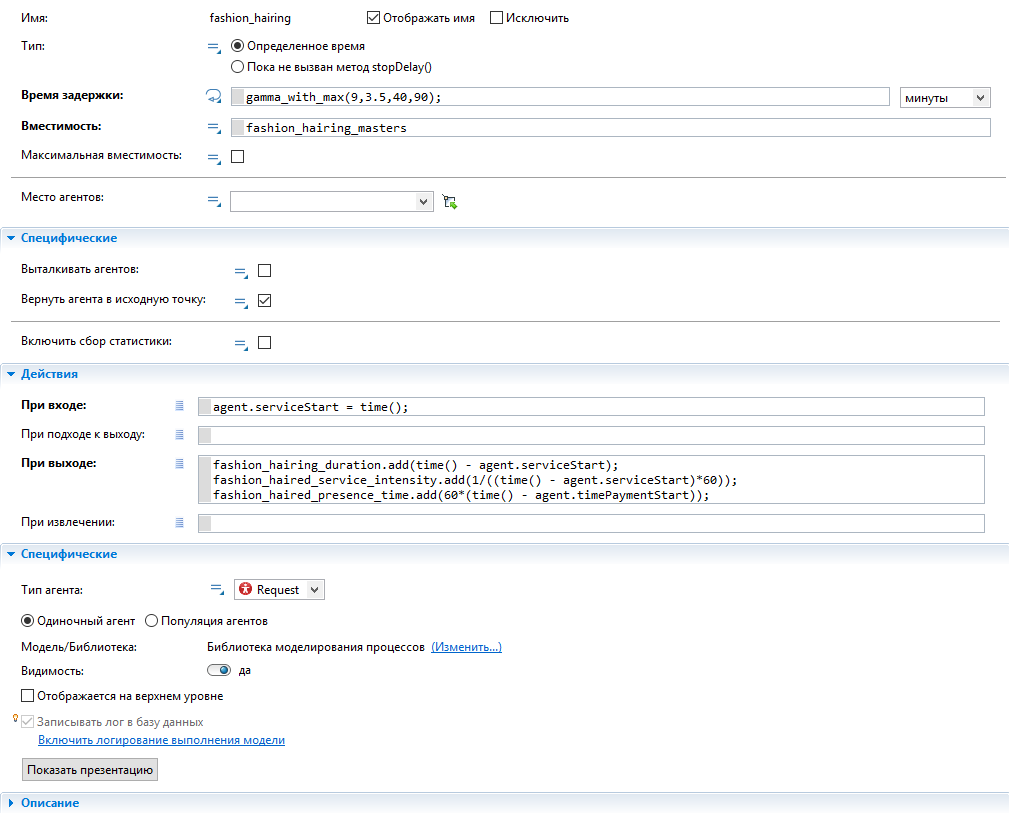 Имя: fashion_hairing Отображать имя Исключить
Тип: Определенное время
Пока не вызван метод stopDelay()
Время задержки: gamma_with_max(9,3.5,40,90); минуты
Вместимость: fashion_hairing_masters
Максимальная вместимость:
Место агентов:
Специфические
Выталкивать агентов:
Вернуть агента в исходную точку:
Включить сбор статистики:
Действия
При входе: agent.serviceStart = time();
При подходе к выходу:
При выходе: fashion_hairing_duration.add(time() - agent.serviceStart);
fashion_haired_service_intensity.add(1/((time() - agent.serviceStart)*60));
fashion_haired_presence_time.add(60*(time() - agent.timePaymentStart));
При извлечении:
Специфические
Тип агента: Request
Одиночный агент Популяция агентов
Модель/Библиотека: Библиотека моделирования процессов (Изменить...)
Видимость: да
Отображается на верхнем уровне
Записывать лог в базу данных
Включить логирование выполнения модели
Показать презентацию
Описание